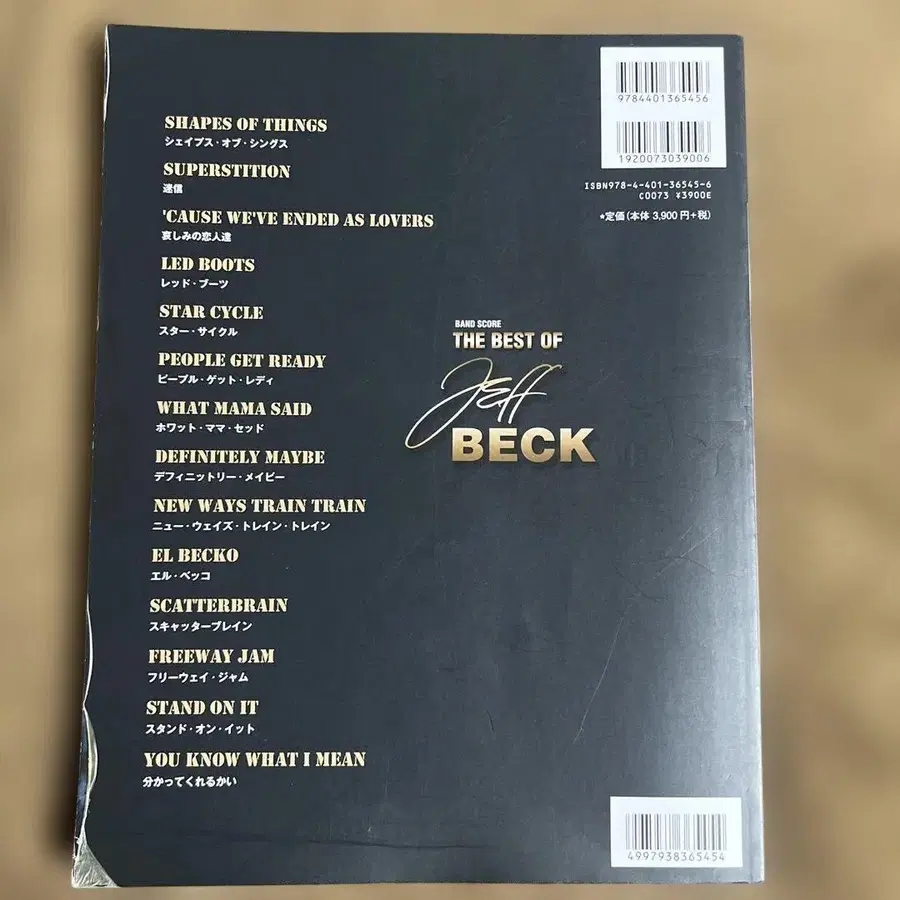 SHAPES OF THINGS
シェイプス・オブ・シングス
SUPERSTITION
迷信
'CAUSE WE'VE ENDED AS LOVERS
哀しみの恋人達
LED BOOTS
レッド・ブーツ
STAR CYCLE
スター・サイクル
PEOPLE GET READY
ピープル・ゲット・レディ
WHAT MAMA SAID
ホワット・ママ・セッド
DEFINITELY MAYBE
デフィニットリー・メイビー
NEW WAYS TRAIN TRAIN
ニュー・ウェイズ・トレイン・トレイン
EL BECKO
エル・ベッコ
SCATTERBRAIN
スキャッターブレイン
FREEWAY JAM
フリーウェイ・ジャム
STAND ON IT
スタンド・オン・イット
YOU KNOW WHAT I MEAN
分かってくれるかい
9784401365456
1920073039006
ISBN978-4-401-36545-6
C0073 ¥3900E
*定価(本体 3,900 円+税)
BAND SCORE
THE BEST OF
Jeff
BECK
4997938365454